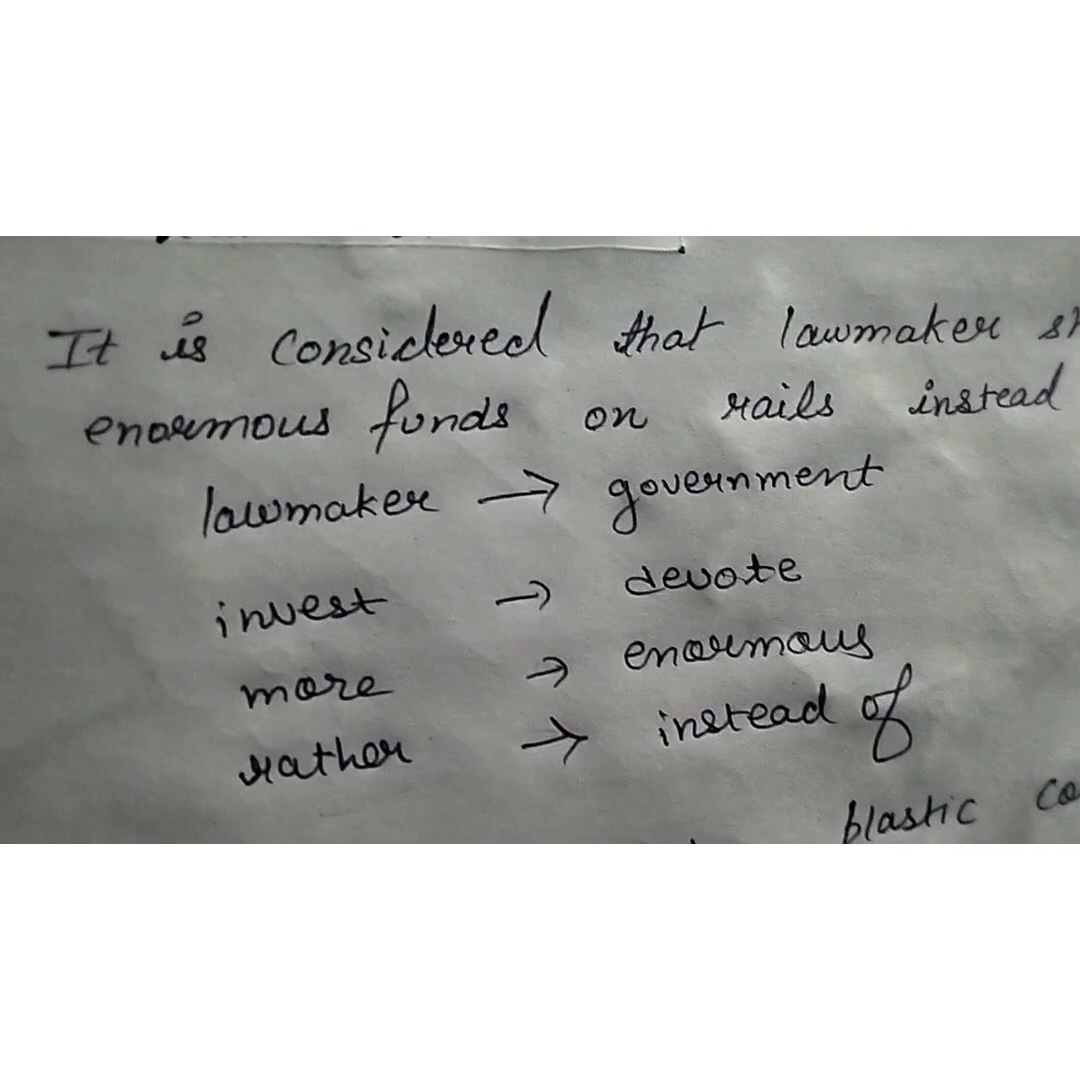 It is considered that lawmaker
enormous funds on rails instead
lawmaker → government
invest → devote
more → enormous
rather → instead of
plastic